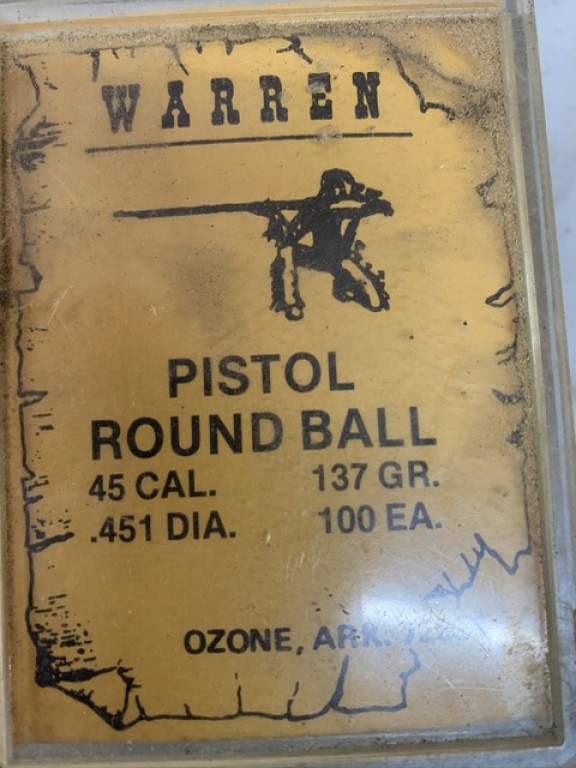 WARREN
PISTOL
ROUND BALL
45 CAL. 137 GR.
.451 DIA. 100 EA.
OZONE, ARK.